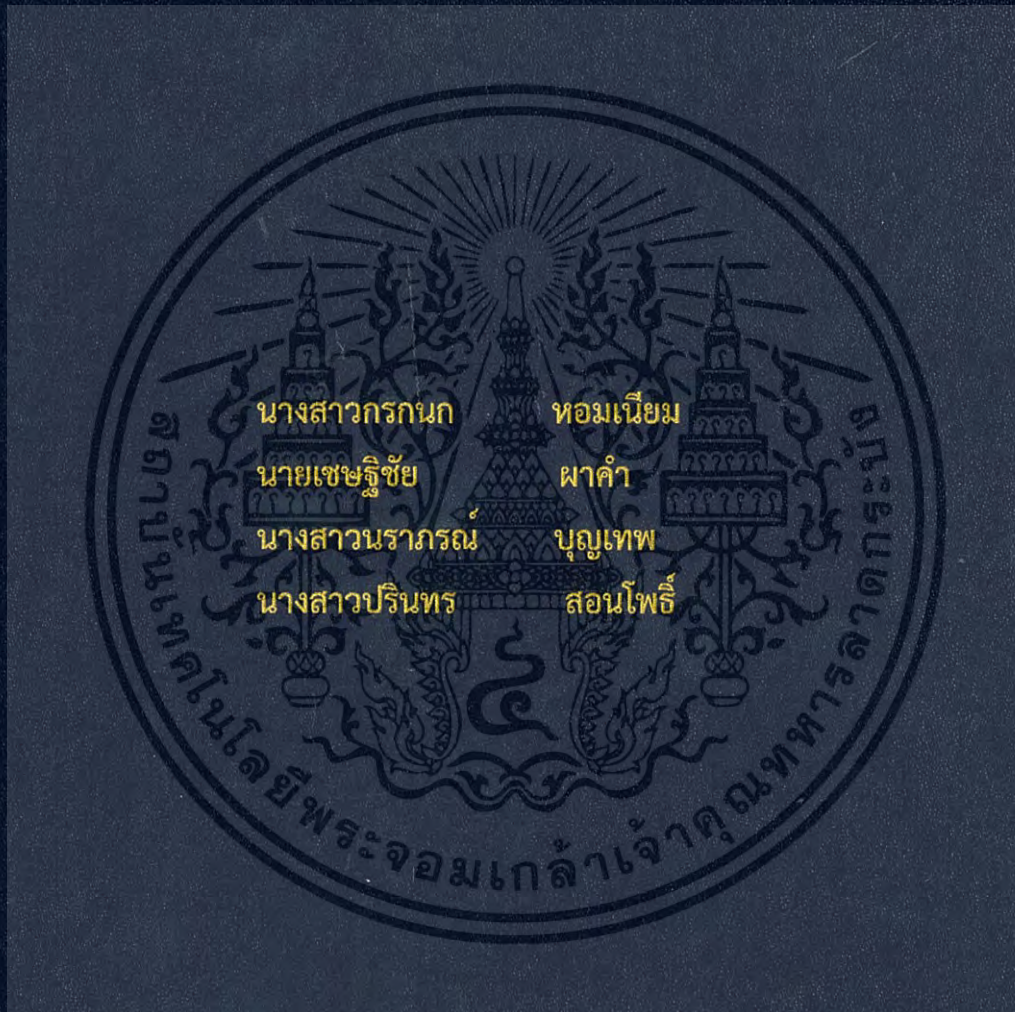 นางสาวกรกนก หอมเนียม
นายเชษฐิชัย ผาคำ
นางสาวนราภรณ์ บุญเทพ
นางสาวปรินทร สอนโพธิ์
สถาบันเทคโนโลยีพระจอมเกล้าเจ้าคุณทหารลาดกระบัง
๔